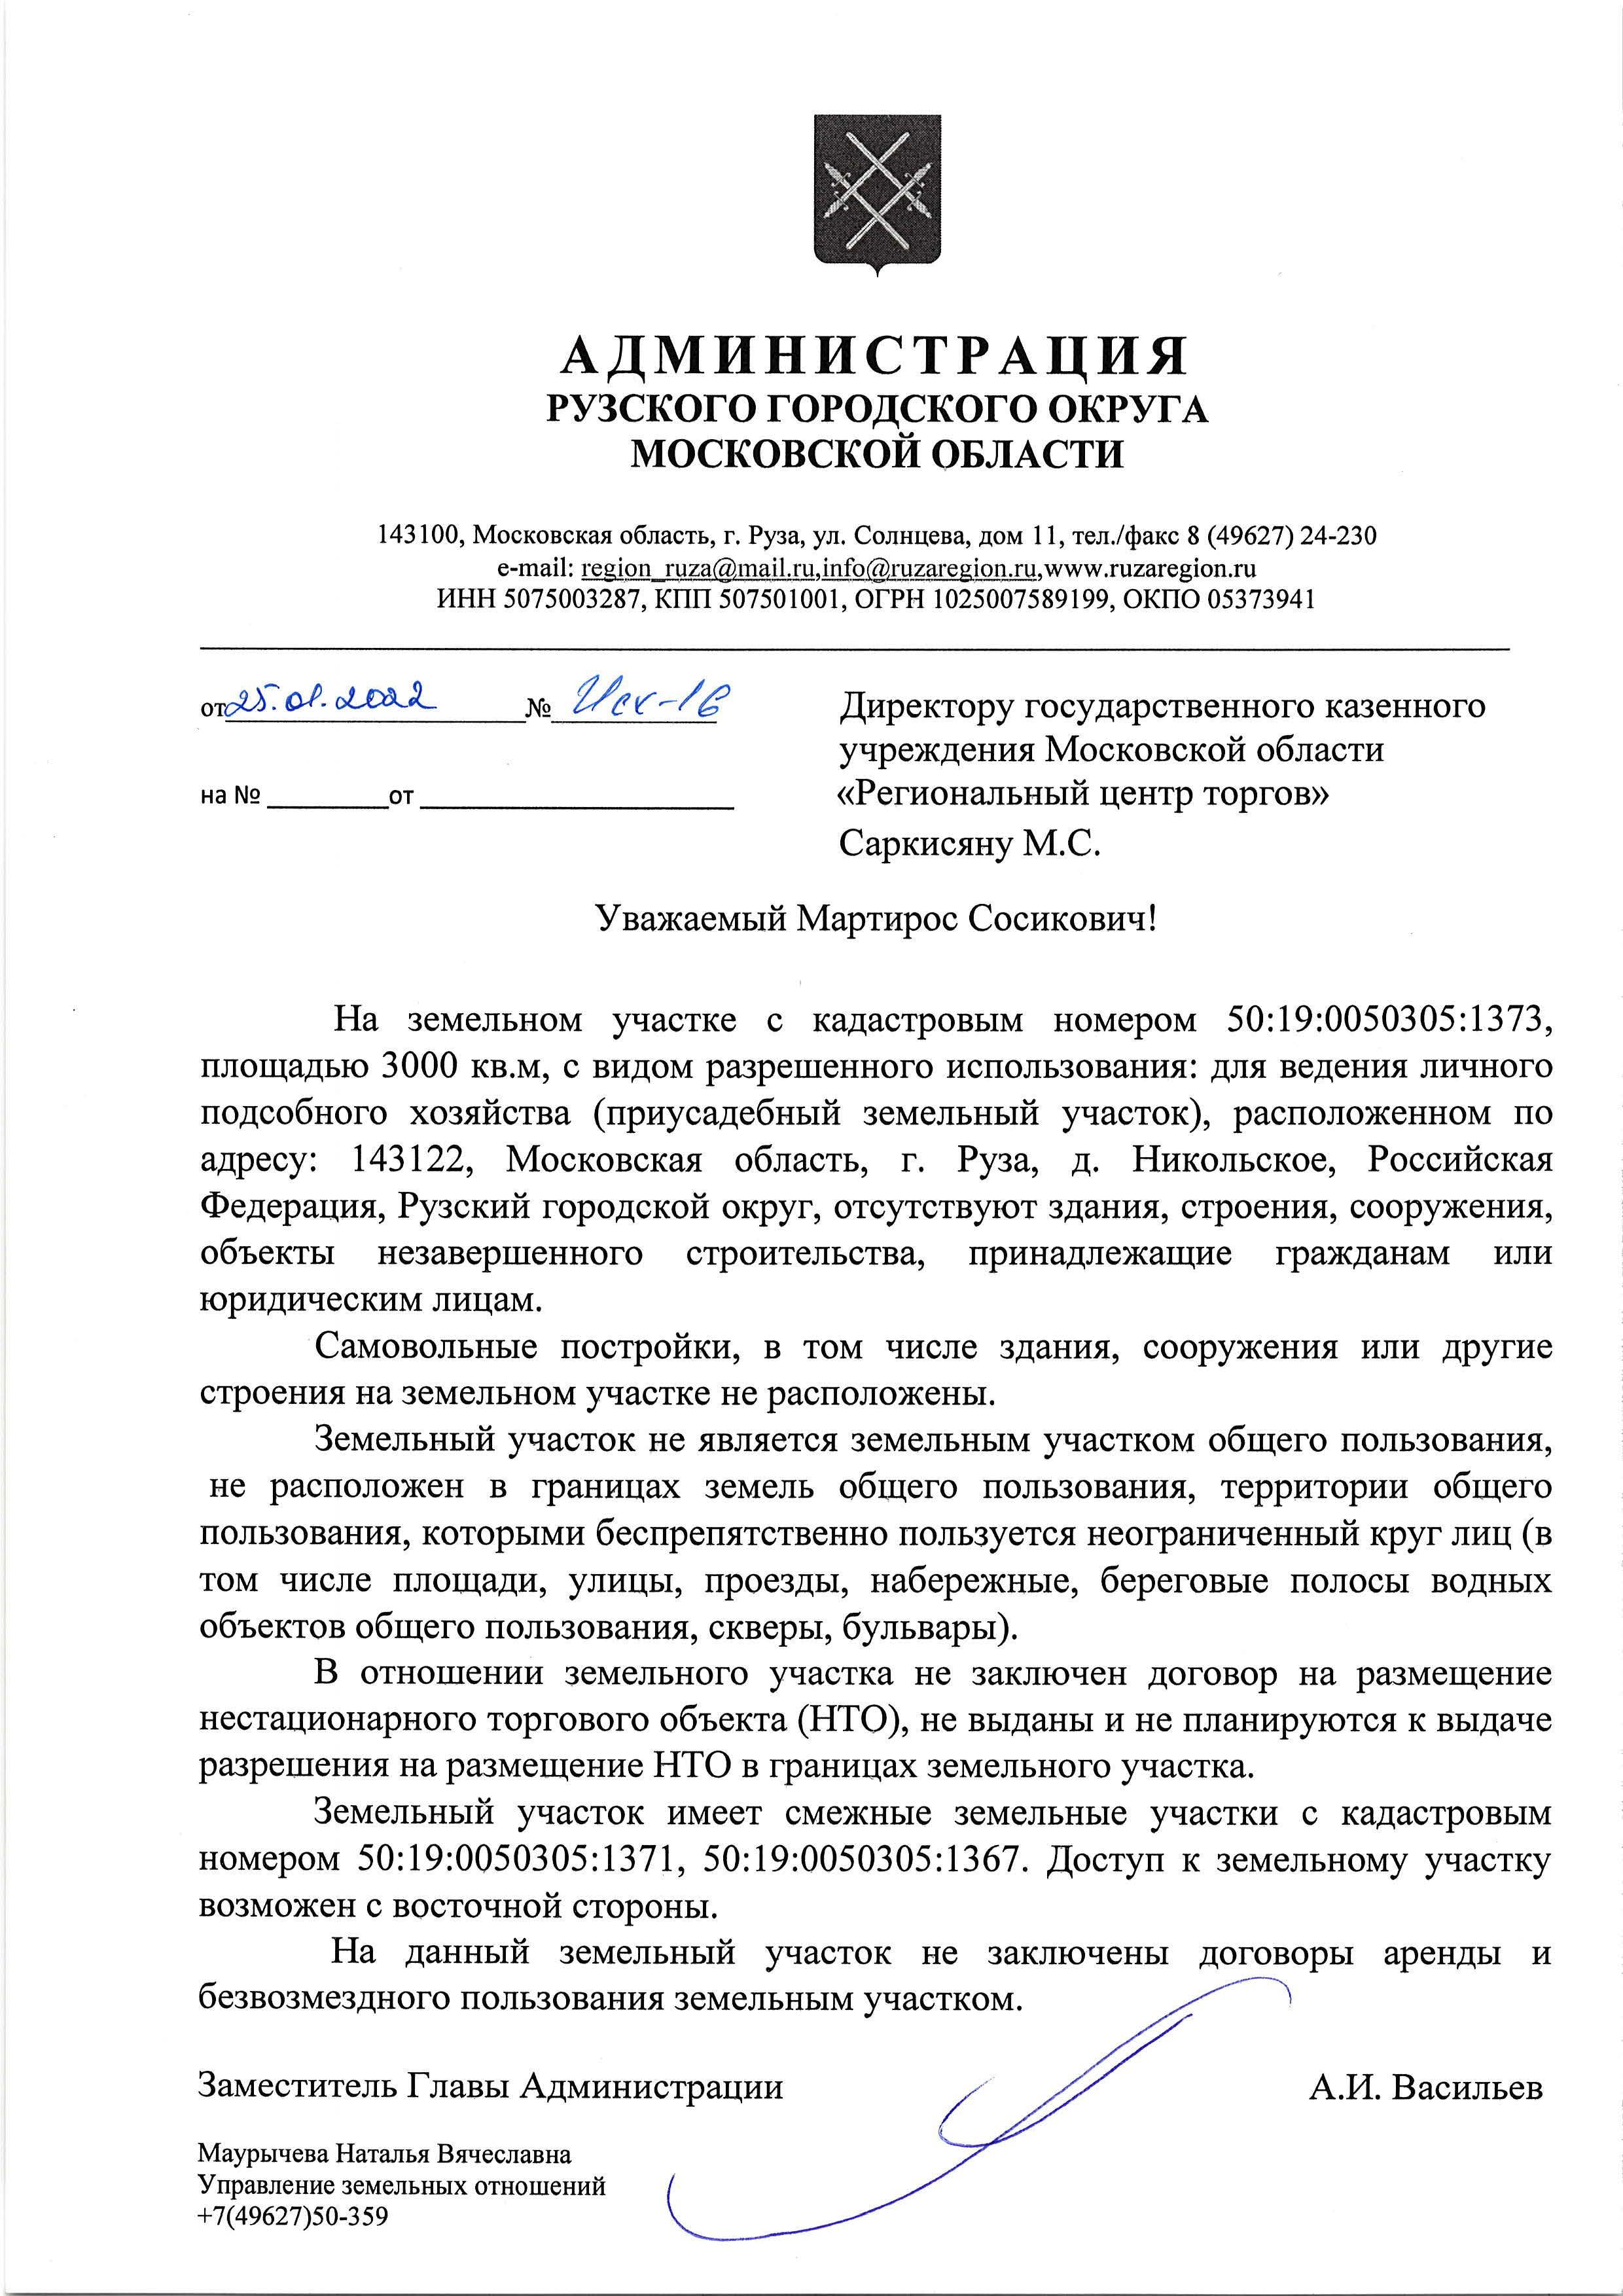 АДМИНИСТРАЦИЯ
РУЗСКОГО ГОРОДСКОГО ОКРУГА
МОСКОВСКОЙ ОБЛАСТИ
143100, Московская область, г. Руза, ул. Солнцева, дом 11, тел./факс 8 (49627) 24-230
e-mail: region_ruza@mail.ru,info@ruzaregion.ru,www.ruzaregion.ru
ИНН 5075003287, КПП 507501001, ОГРН 1025007589199, ОКПО 05373941
от 25.01.2022 № Исх-16
на № от
Директору государственного казенного
учреждения Московской области
«Региональный центр торгов»
Саркисяну М.С.
Уважаемый Мартирос Сосикович!
На земельном участке с кадастровым номером 50:19:0050305:1373,
площадью 3000 кв.м, с видом разрешенного использования: для ведения личного
подсобного хозяйства (приусадебный земельный участок), расположенном по
адресу: 143122, Московская область, г. Руза, д. Никольское, Российская
Федерация, Рузский городской округ, отсутствуют здания, строения, сооружения,
объекты незавершенного строительства, принадлежащие гражданам или
юридическим лицам.
Самовольные постройки, в том числе здания, сооружения или другие
строения на земельном участке не расположены.
Земельный участок не является земельным участком общего пользования,
не расположен в границах земель общего пользования, территории общего
пользования, которыми беспрепятственно пользуется неограниченный круг лиц (в
том числе площади, улицы, проезды, набережные, береговые полосы водных
объектов общего пользования, скверы, бульвары).
В отношении земельного участка не заключен договор на размещение
нестационарного торгового объекта (НТО), не выданы и не планируются к выдаче
разрешения на размещение НТО в границах земельного участка.
Земельный участок имеет смежные земельные участки с кадастровым
номером 50:19:0050305:1371, 50:19:0050305:1367. Доступ к земельному участку
возможен с восточной стороны.
На данный земельный участок не заключены договоры аренды и
безвозмездного пользования земельным участком.
Заместитель Главы Администрации А.И. Васильев
Маурычева Наталья Вячеславна
Управление земельных отношений
+7(49627)50-359